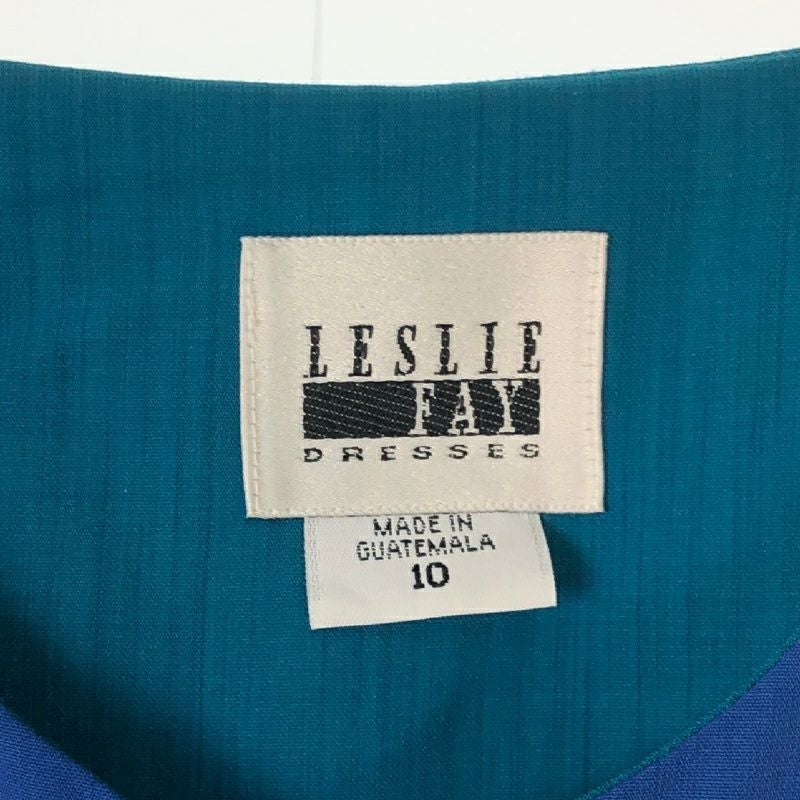 LESLIE
FAY
DRESSES
MADE IN
GUATEMALA
10